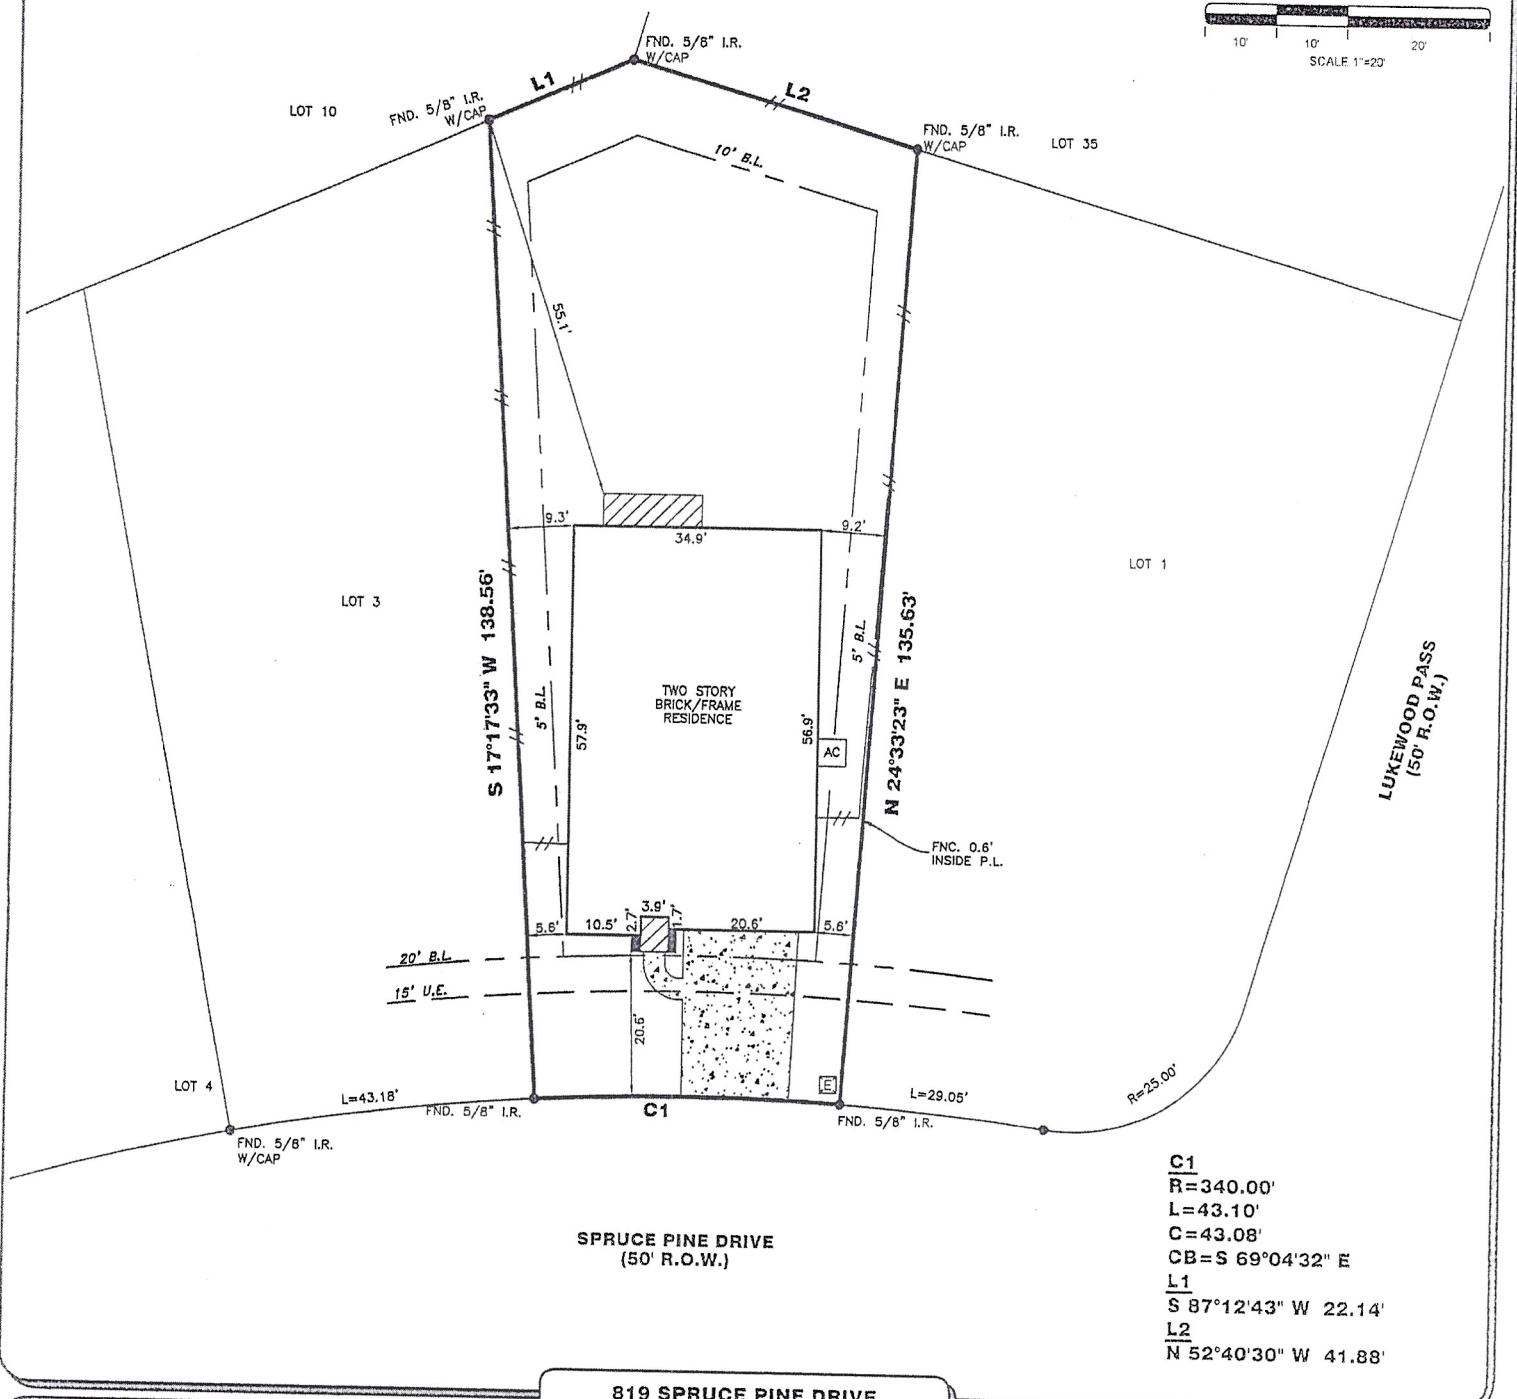 10' 10' 20'
SCALE 1"=20'
FND. 5/8" I.R.
W/CAP
L1
LOT 10
FND. 5/8" I.R.
W/CAP
L2
FND. 5/8" I.R.
W/CAP
LOT 35
10' B.L.
55.1'
9.3'
34.9'
9.2'
LOT 1
LOT 3
S 17°17'33" W 138.56'
5' B.L.
57.9'
TWO STORY
BRICK/FRAME
RESIDENCE
56.9'
AC
5' B.L.
N 24°33'23" E 135.63'
LUKEWOOD PASS
(50' R.O.W.)
FNC. 0.6'
INSIDE P.L.
5.6'
10.5'
2.7'
3.9'
1.7'
20.6'
5.6'
20' B.L.
15' U.E.
20.6'
E
LOT 4
L=43.18'
FND. 5/8" I.R.
C1
L=29.05'
FND. 5/8" I.R.
R=25.00'
FND. 5/8" I.R.
W/CAP
C1
R=340.00'
L=43.10'
C=43.08'
CB=S 69°04'32" E
L1
S 87°12'43" W 22.14'
L2
N 52°40'30" W 41.88'
SPRUCE PINE DRIVE
(50' R.O.W.)
819 SPRUCE PINE DRIVE